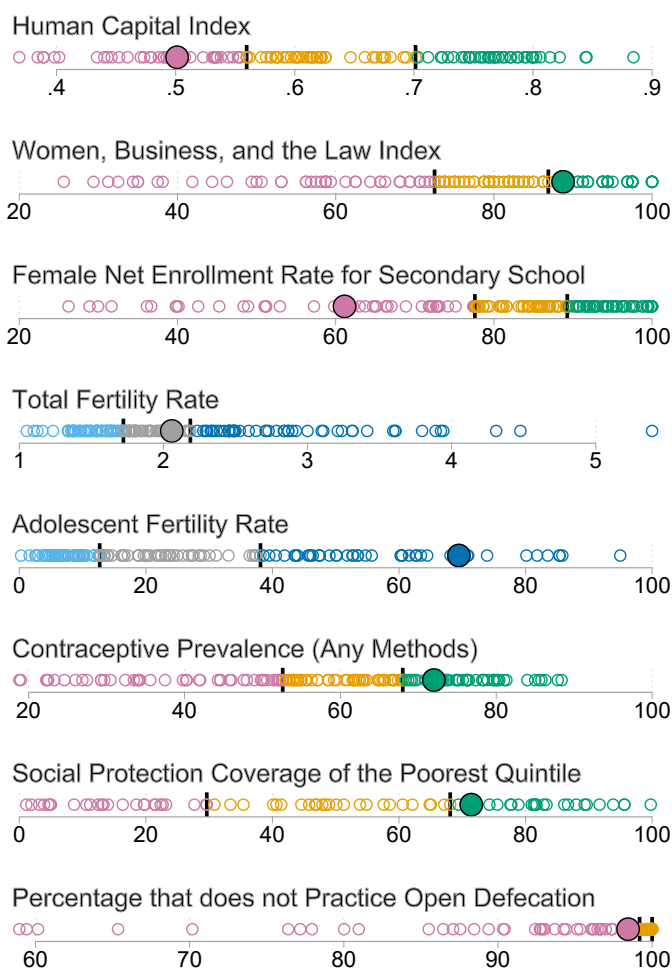 Human Capital Index
.4 .5 .6 .7 .8 .9
Women, Business, and the Law Index
20 40 60 80 100
Female Net Enrollment Rate for Secondary School
20 40 60 80 100
Total Fertility Rate
1 2 3 4 5
Adolescent Fertility Rate
0 20 40 60 80 100
Contraceptive Prevalence (Any Methods)
20 40 60 80 100
Social Protection Coverage of the Poorest Quintile
0 20 40 60 80 100
Percentage that does not Practice Open Defecation
60 70 80 90 100